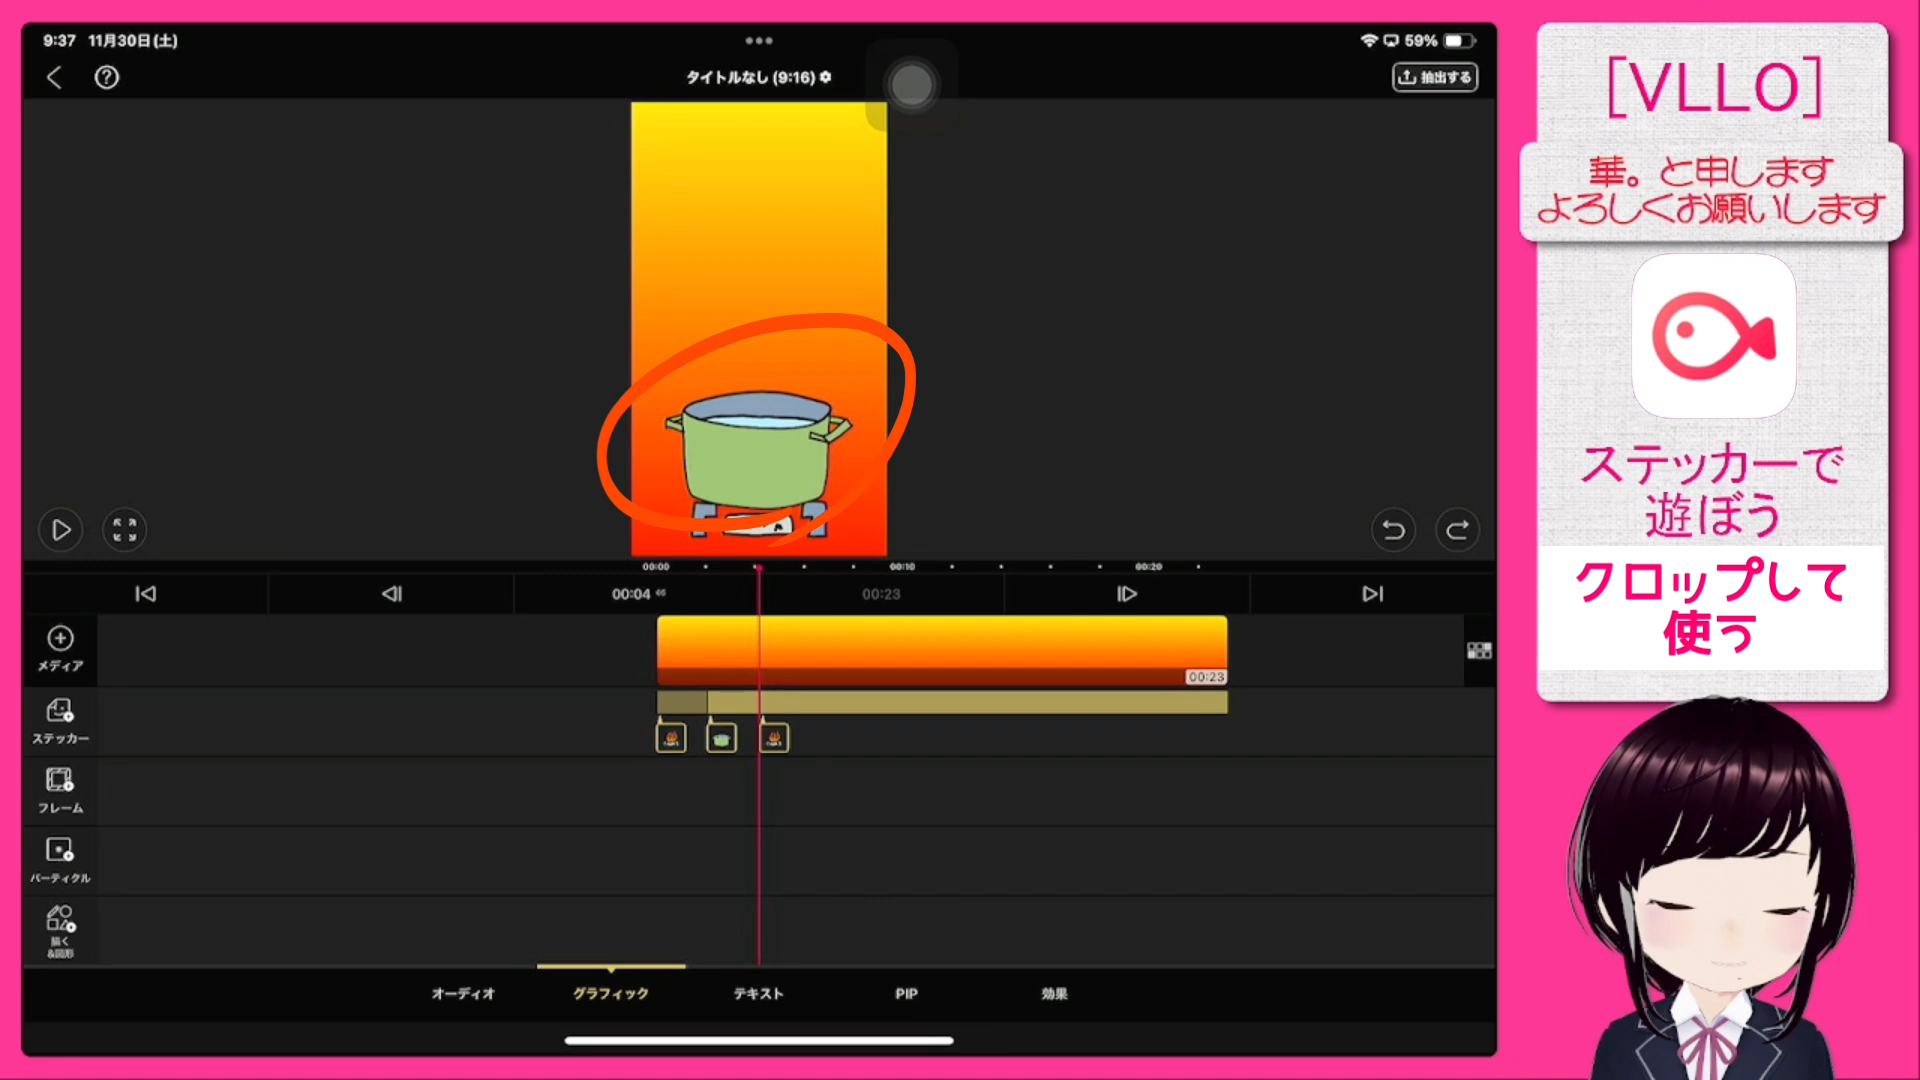 9:37 11月30日(土)
59%
タイトルなし (9:16)
抽出する
00:00
00:10
00:20
00:04 46
00:23
メディア
00:23
ステッカー
フレーム
パーティクル
描く
&図形
オーディオ
グラフィック
テキスト
PIP
効果
[VLLO]
華。と申します
よろしくお願いします
ステッカーで
遊ぼう
クロップして
使う